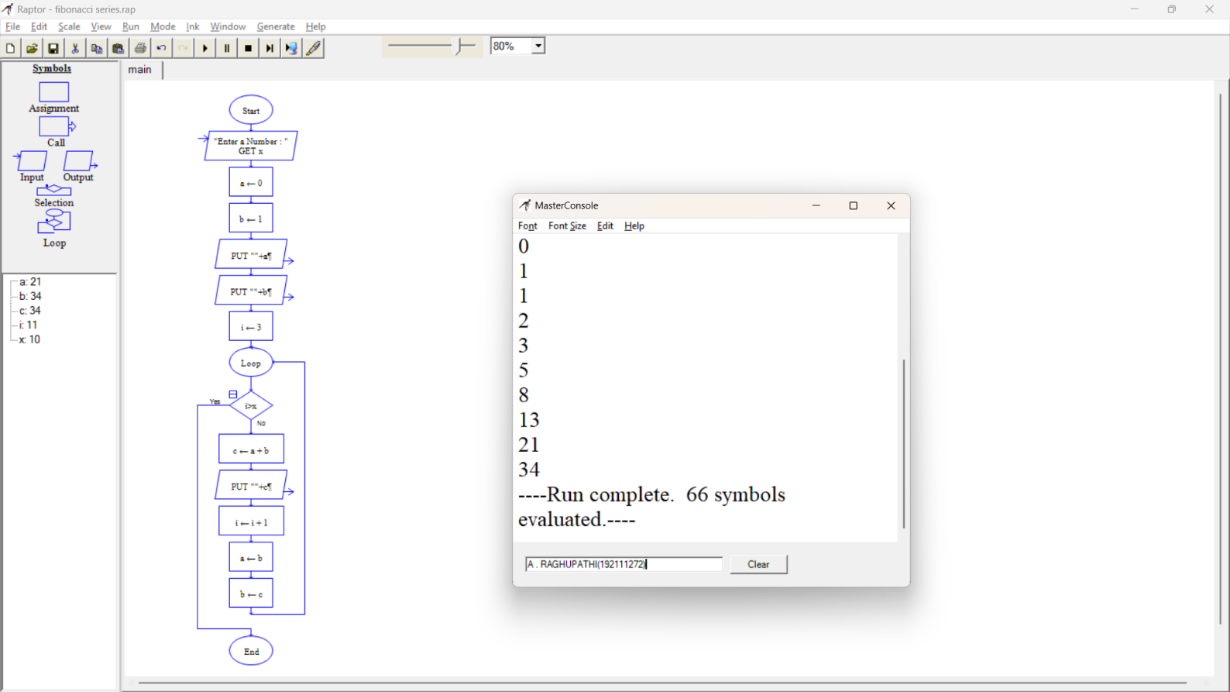 Raptor - fibonacci series.rap
File Edit Scale View Run Mode Ink Window Generate Help
80%
Symbols
Assignment
Call
Input Output
Selection
Loop
a: 21
b: 34
c: 34
i: 11
x: 10
main
Start
"Enter a Number : "
GET x
a ← 0
b ← 1
PUT ""+a¶
PUT ""+b¶
i ← 3
Loop
Yes
i>x
No
c ← a + b
PUT ""+c¶
i ← i + 1
a ← b
b ← c
End
MasterConsole
Font Font Size Edit Help
0
1
1
2
3
5
8
13
21
34
----Run complete.  66 symbols
evaluated.----
A . RAGHUPATHI(192111272)
Clear